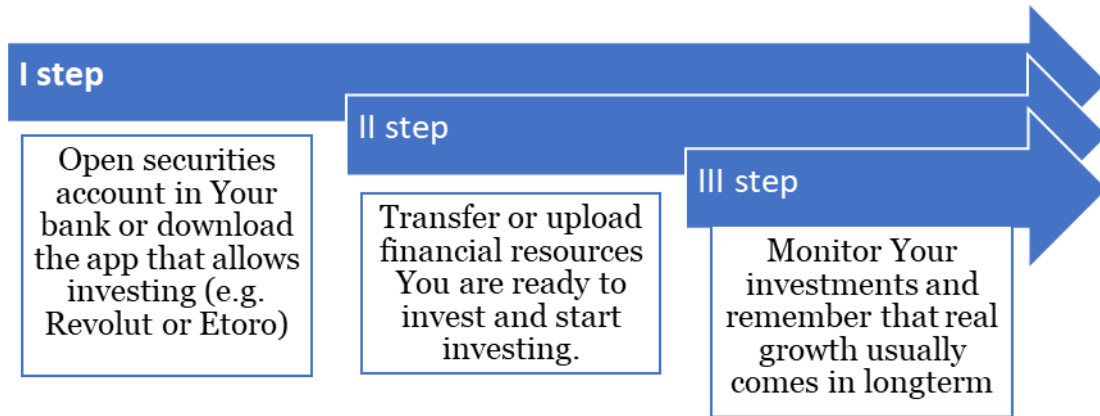 I step
Open securities
account in Your
bank or download
the app that allows
investing (e.g.
Revolut or Etoro)
II step
Transfer or upload
financial resources
You are ready to
invest and start
investing.
III step
Monitor Your
investments and
remember that real
growth usually
comes in longterm